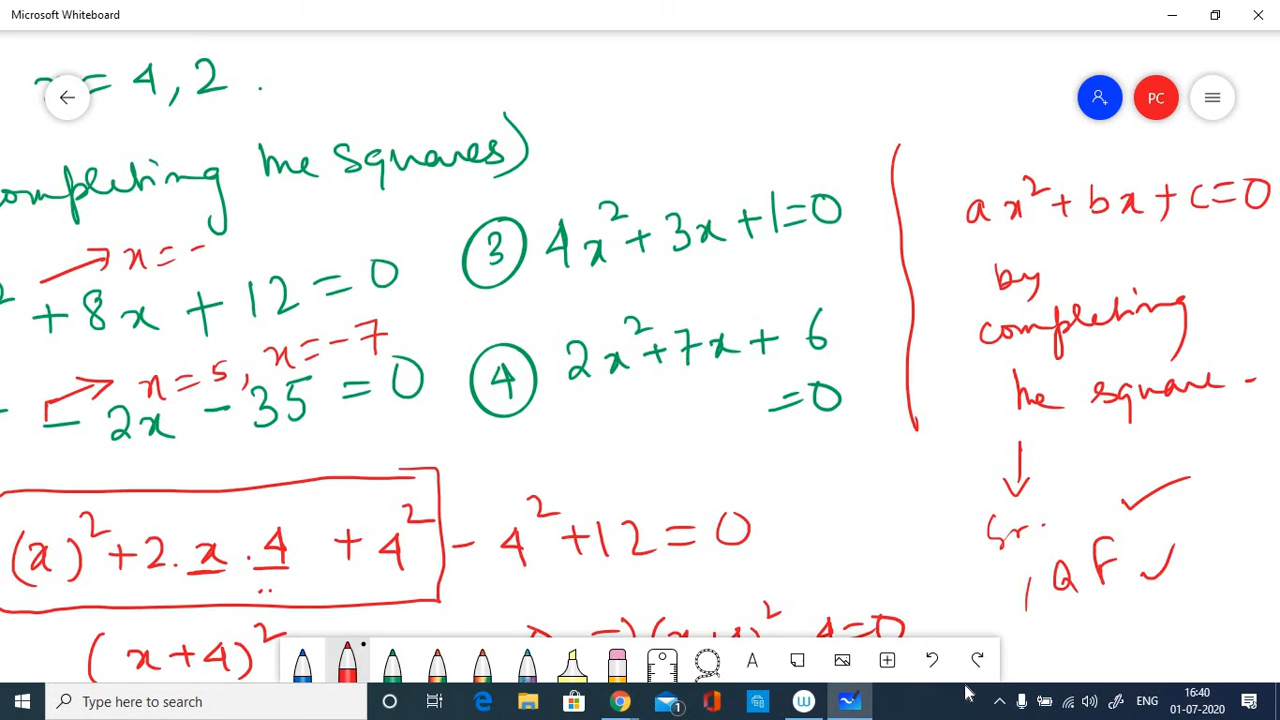 Microsoft Whiteboard
= 4, 2 .
PC
ompleting the squares)
x = -
+ 8x + 12 = 0
③ 4x² + 3x + 1 = 0
x = 5, x = -7
- 2x - 35 = 0
④ 2x² + 7x + 6
= 0
ax² + bx + c = 0
by
completing
the square -
↓
Sr.
, QF ✓
(x)² + 2 . x . 4 + 4² - 4² + 12 = 0
(x+4)²
A
Type here to search
1
ENG
16:40
01-07-2020